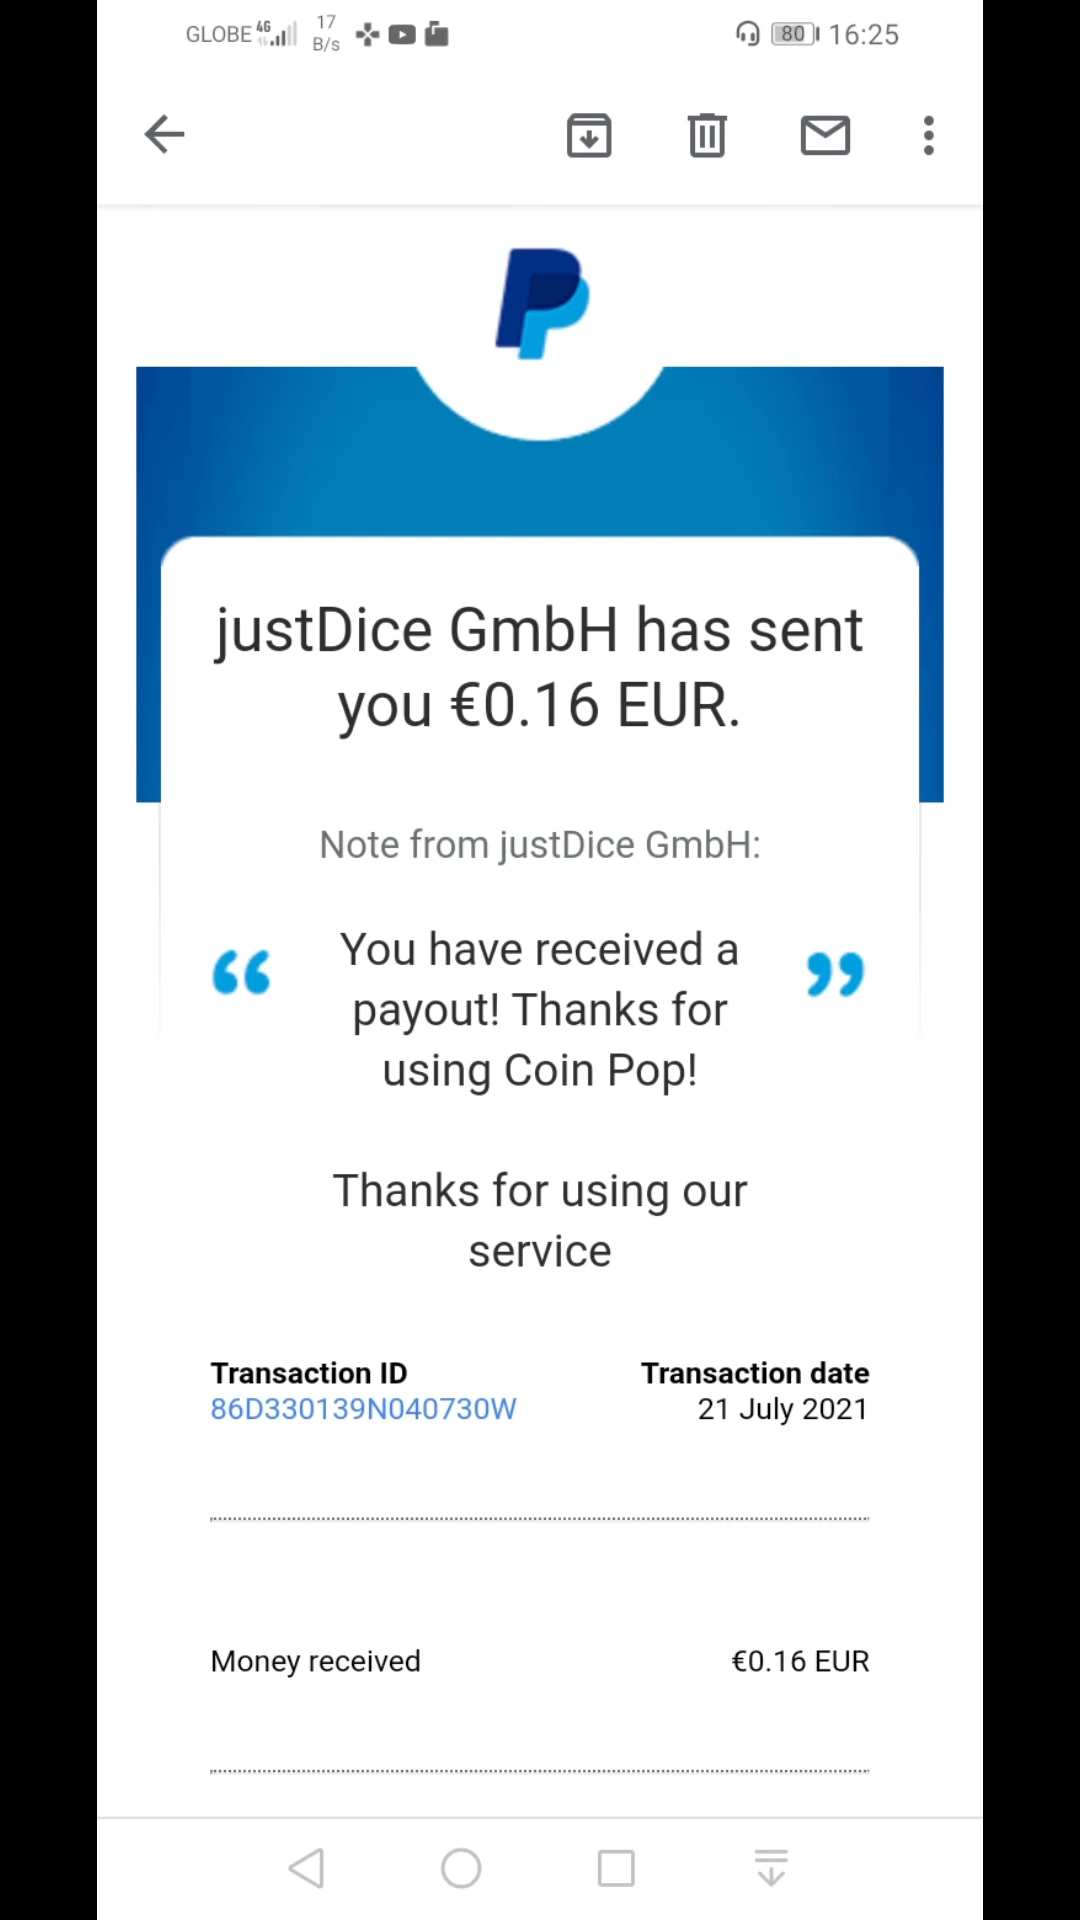 GLOBE 4G 17 B/s 80 16:25
justDice GmbH has sent
you €0.16 EUR.
Note from justDice GmbH:
“ You have received a ”
payout! Thanks for
using Coin Pop!
Thanks for using our
service
Transaction ID Transaction date
86D330139N040730W 21 July 2021
Money received €0.16 EUR